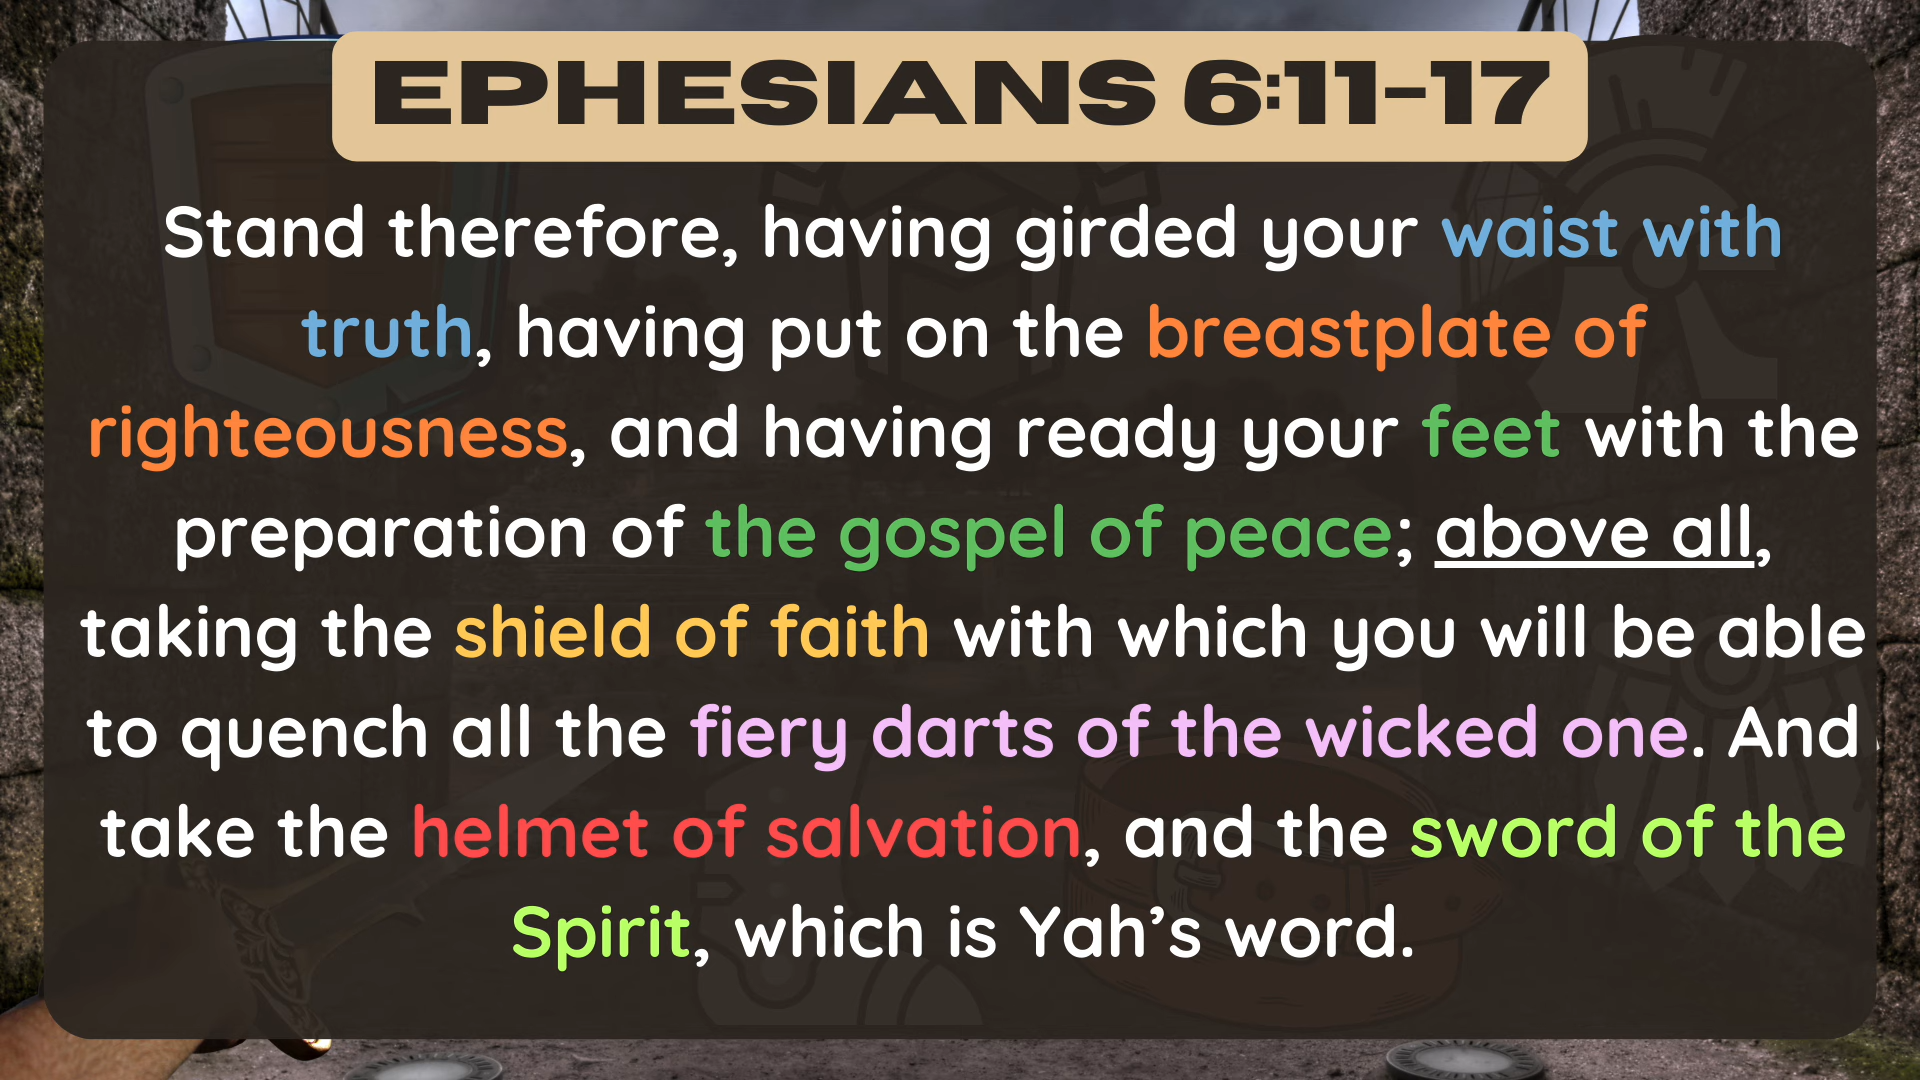 EPHESIANS 6:11-17
Stand therefore, having girded your waist with
truth, having put on the breastplate of
righteousness, and having ready your feet with the
preparation of the gospel of peace; above all,
taking the shield of faith with which you will be able
to quench all the fiery darts of the wicked one. And
take the helmet of salvation, and the sword of the
Spirit, which is Yah’s word.